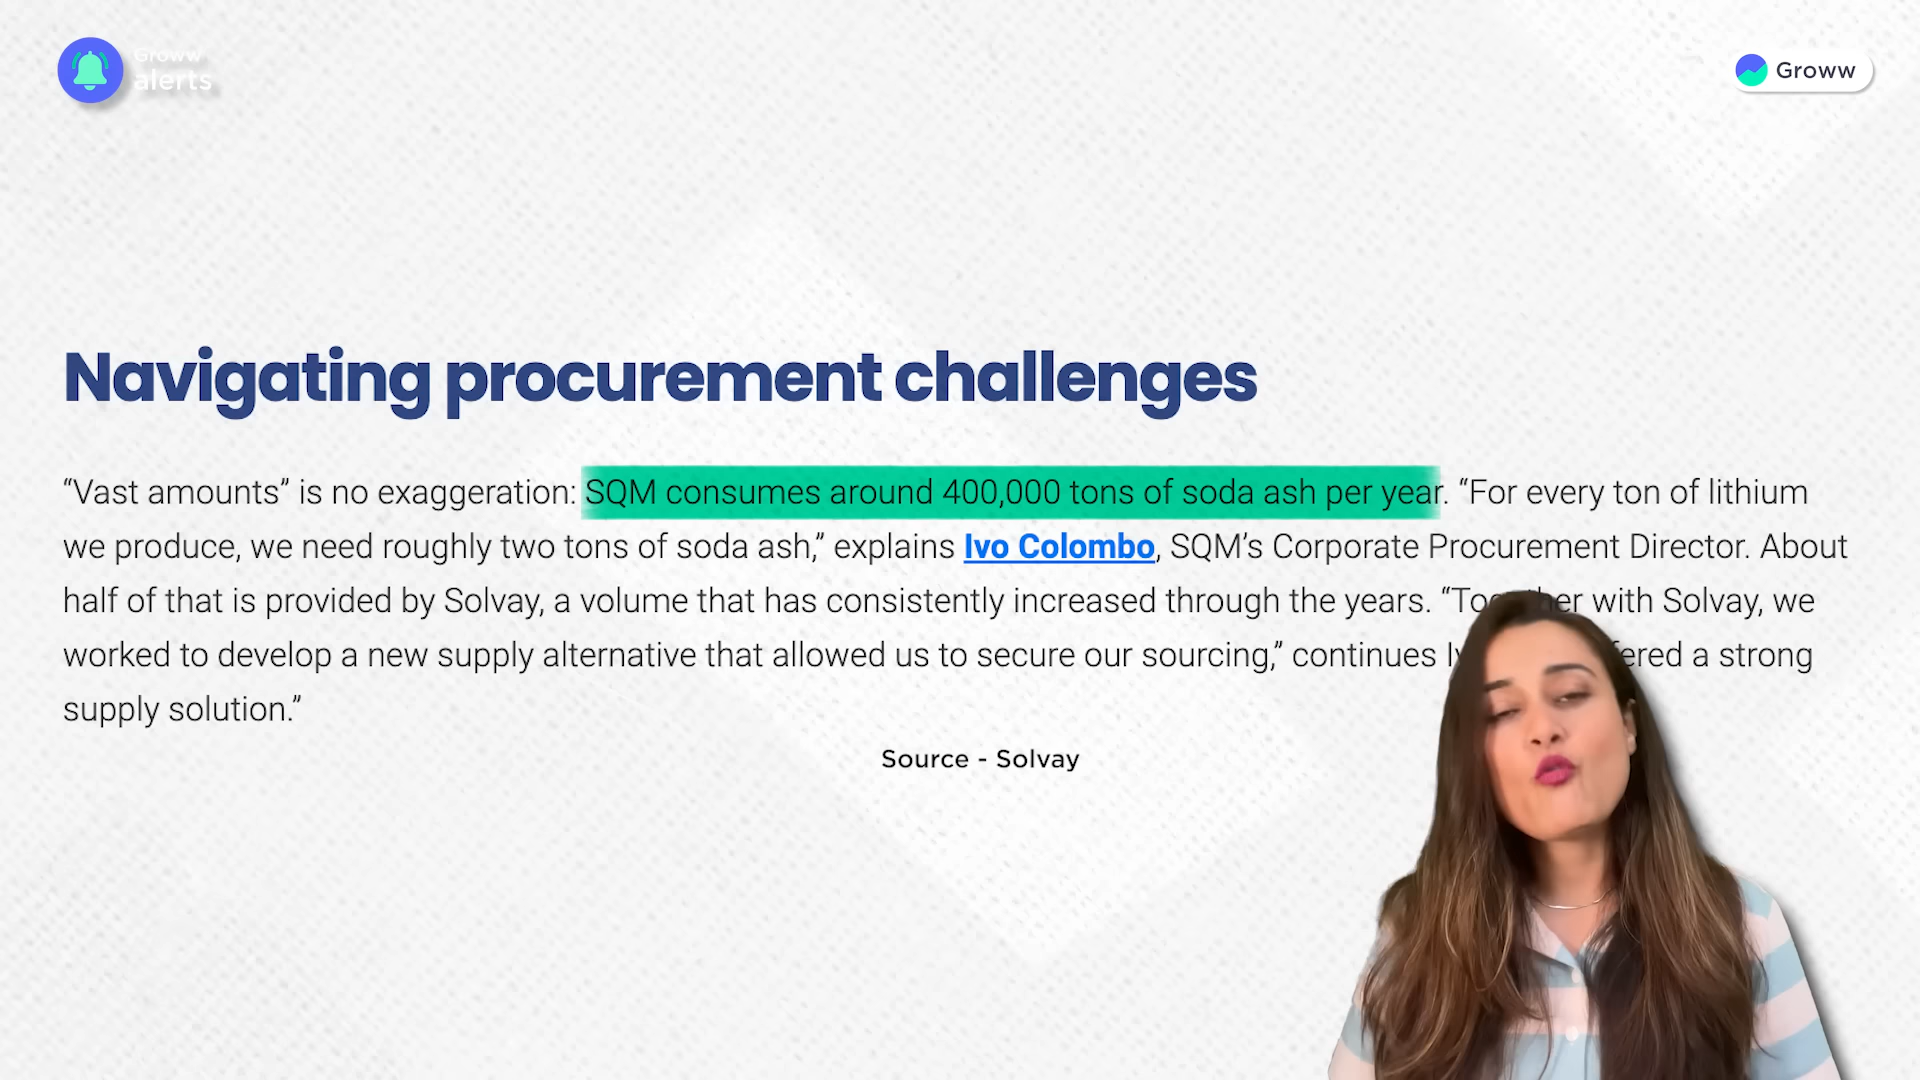 Groww
alerts
Groww
Navigating procurement challenges
“Vast amounts” is no exaggeration: SQM consumes around 400,000 tons of soda ash per year. “For every ton of lithium
we produce, we need roughly two tons of soda ash,” explains Ivo Colombo, SQM’s Corporate Procurement Director. About
half of that is provided by Solvay, a volume that has consistently increased through the years. “Together with Solvay, we
worked to develop a new supply alternative that allowed us to secure our sourcing,” continues a strong
supply solution.”
Source - Solvay